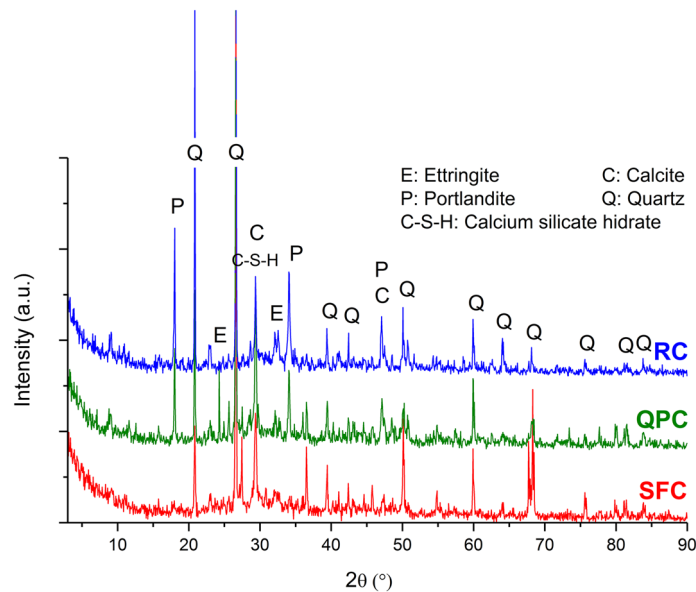 Q Q
E: Ettringite C: Calcite
P: Portlandite Q: Quartz
C-S-H: Calcium silicate hidrate
P
C
C-S-H
P
P
C
E
E
Q
Q
Q
Q
Q
Q
Q
Q
Q
RC
QPC
SFC
Intensity (a.u.)
10 20 30 40 50 60 70 80 90
2θ (°)